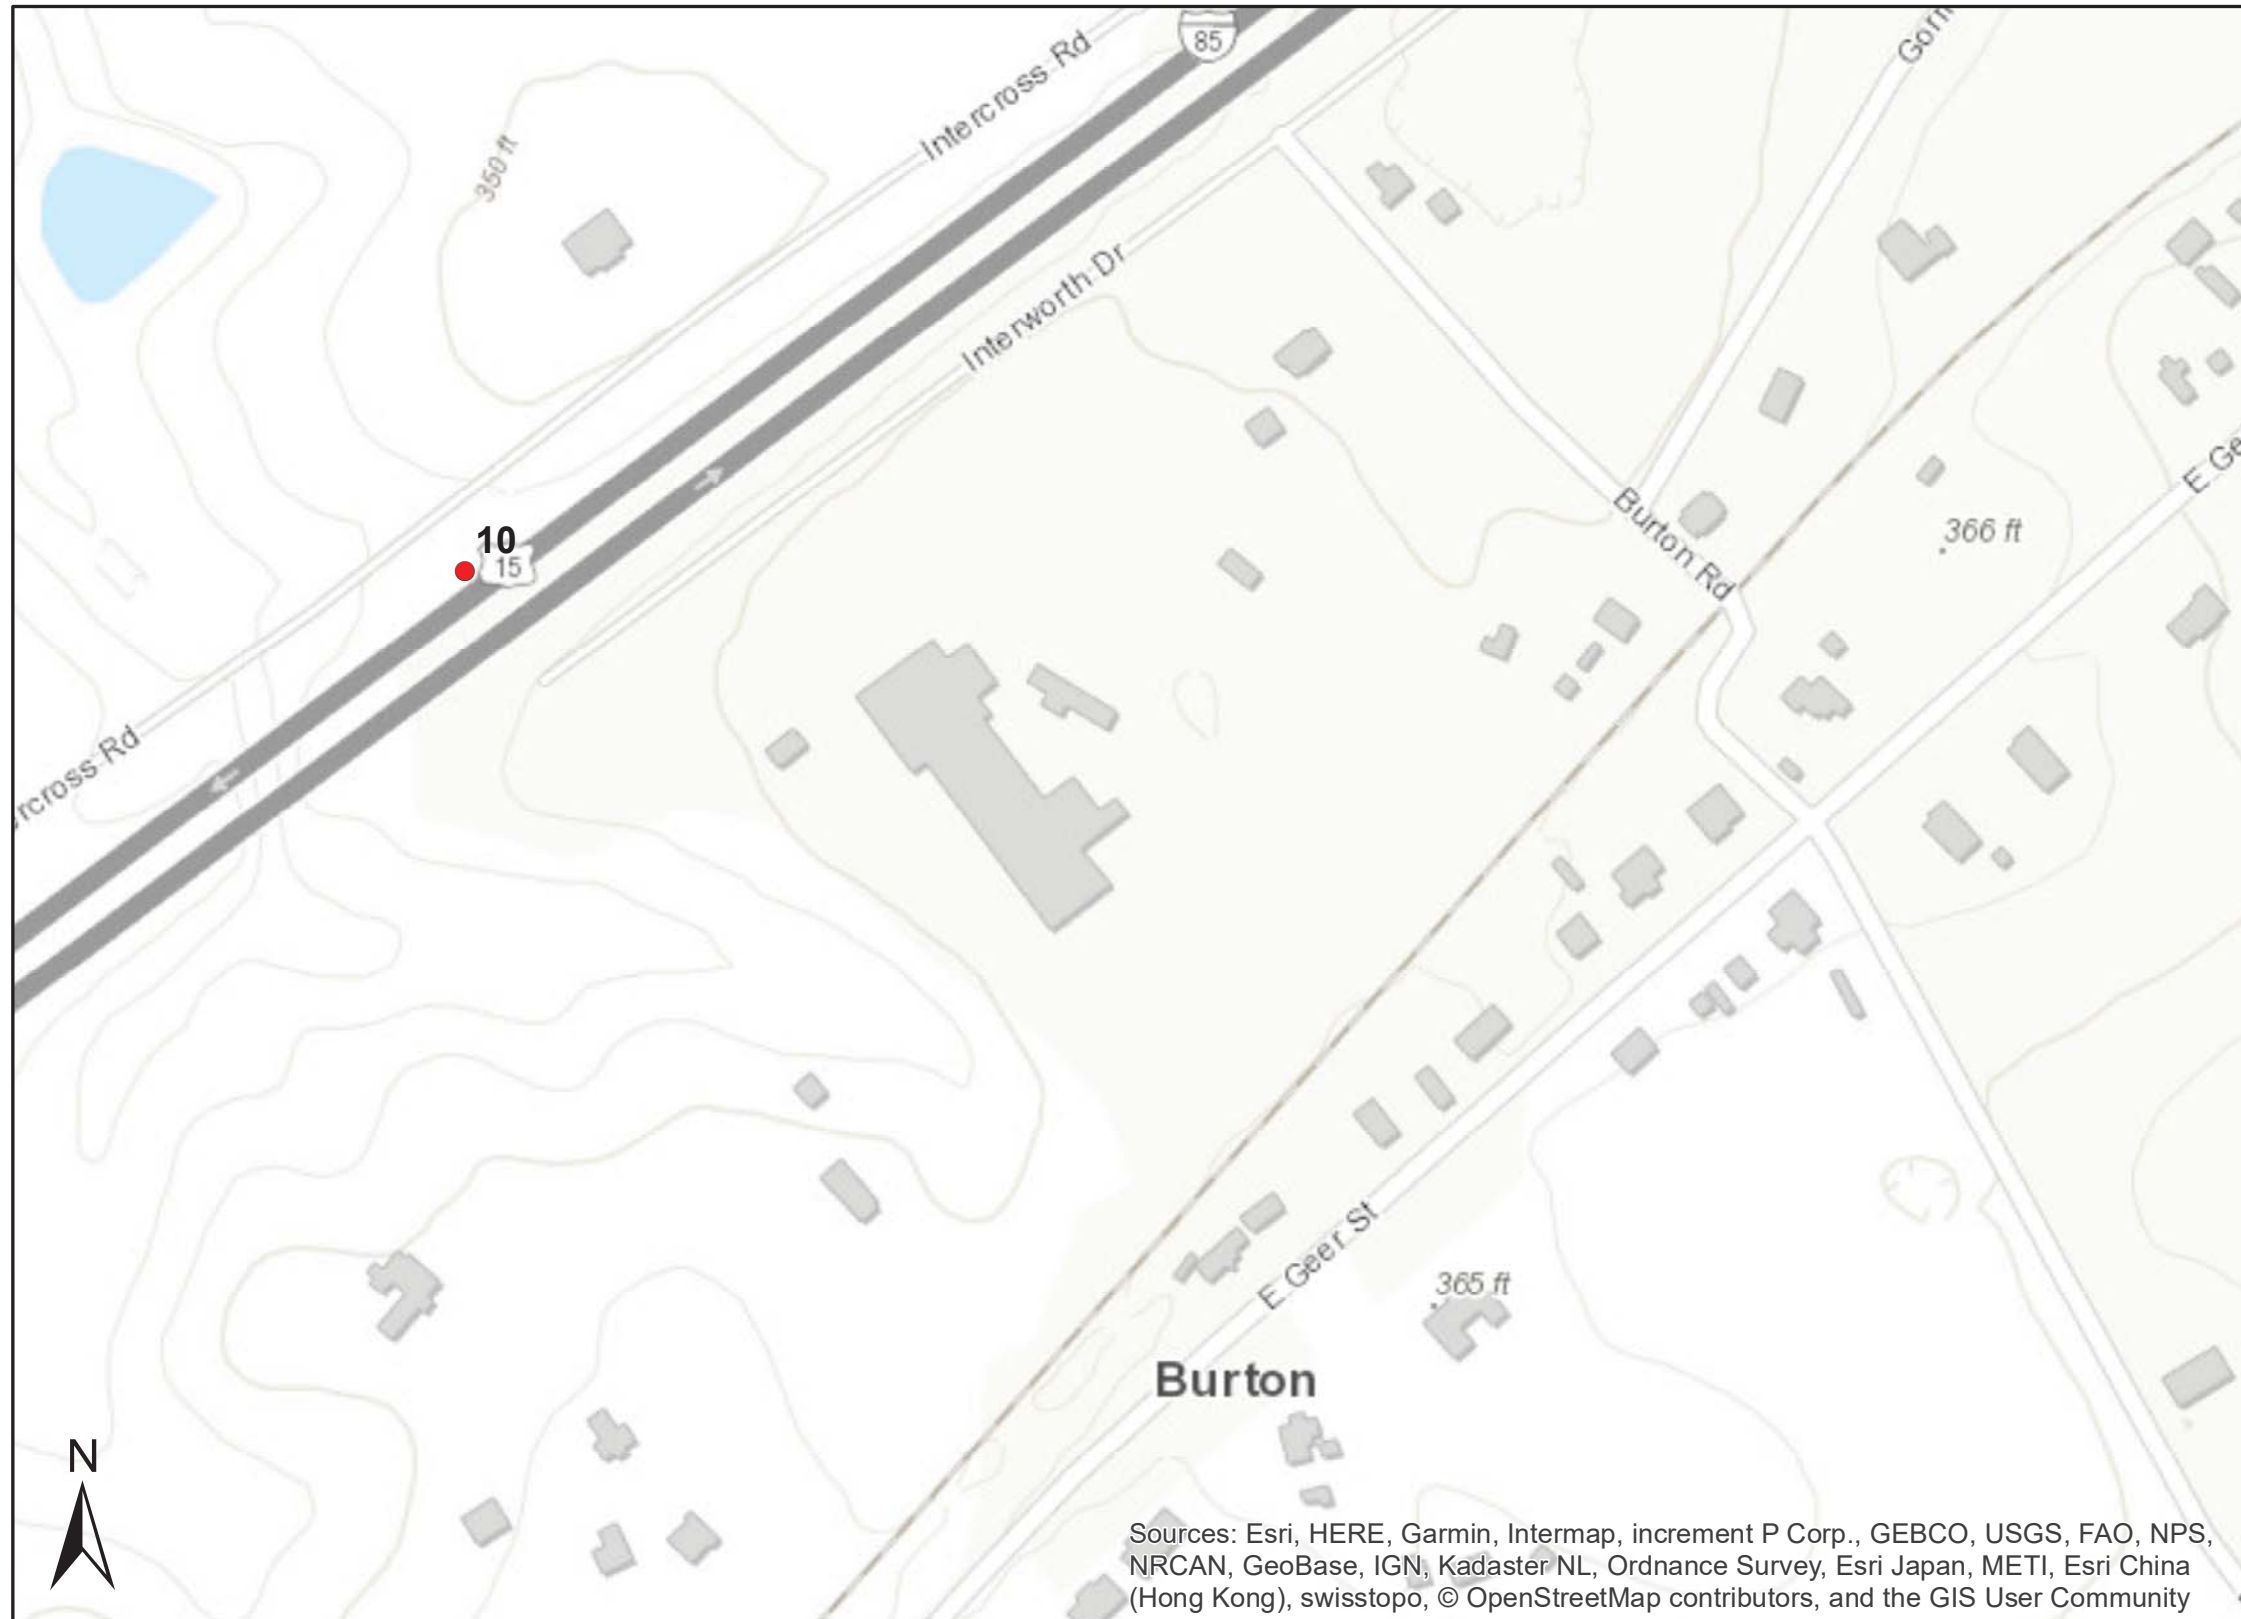 85
Intercross Rd
Gorn
350 ft
Interworth Dr
E Ge
Burton Rd
366 ft
10
15
rcross Rd
E Geer St
365 ft
Burton
N
Sources: Esri, HERE, Garmin, Intermap, increment P Corp., GEBCO, USGS, FAO, NPS,
NRCAN, GeoBase, IGN, Kadaster NL, Ordnance Survey, Esri Japan, METI, Esri China
(Hong Kong), swisstopo, © OpenStreetMap contributors, and the GIS User Community